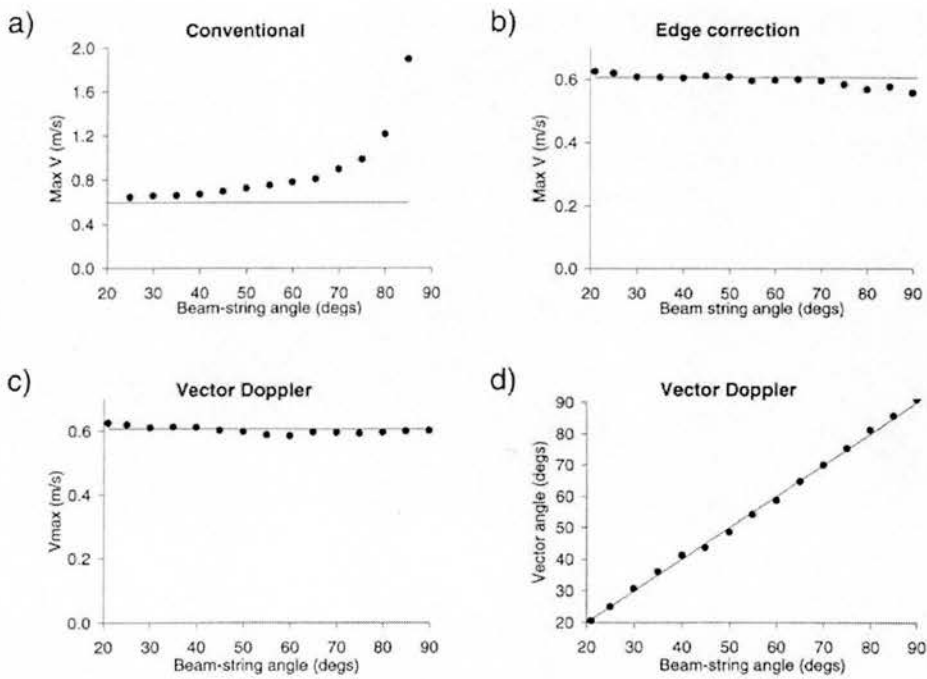 a)
Conventional
Max V (m/s)
2.0
1.6
1.2
0.8
0.4
0.0
20 30 40 50 60 70 80 90
Beam-string angle (degs)
b)
Edge correction
Max V (m/s)
0.6
0.4
0.2
0.0
20 30 40 50 60 70 80 90
Beam string angle (degs)
c)
Vector Doppler
Vmax (m/s)
0.6
0.4
0.2
0.0
20 30 40 50 60 70 80 90
Beam-string angle (degs)
d)
Vector Doppler
Vector angle (degs)
90
80
70
60
50
40
30
20
20 30 40 50 60 70 80 90
Beam-string angle (degs)